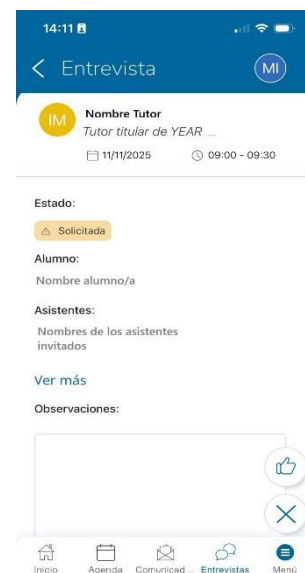 14:11
Entrevista
MI
IM
Nombre Tutor
Tutor titular de YEAR ...
11/11/2025 09:00 - 09:30
Estado:
Solicitada
Alumno:
Nombre alumno/a
Asistentes:
Nombres de los asistentes
invitados
Ver más
Observaciones:
Inicio Agenda Comunicad... Entrevistas Menú